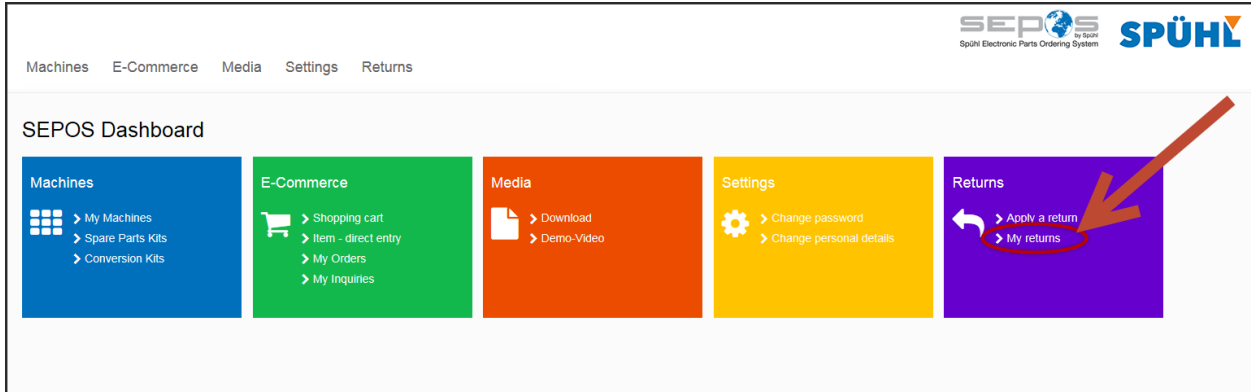 SEPOS
by Spühl
Spühl Electronic Parts Ordering System
SPÜHL
Machines E-Commerce Media Settings Returns
SEPOS Dashboard
Machines
My Machines
Spare Parts Kits
Conversion Kits
E-Commerce
Shopping cart
Item - direct entry
My Orders
My Inquiries
Media
Download
Demo-Video
Settings
Change password
Change personal details
Returns
Apply a return
My returns